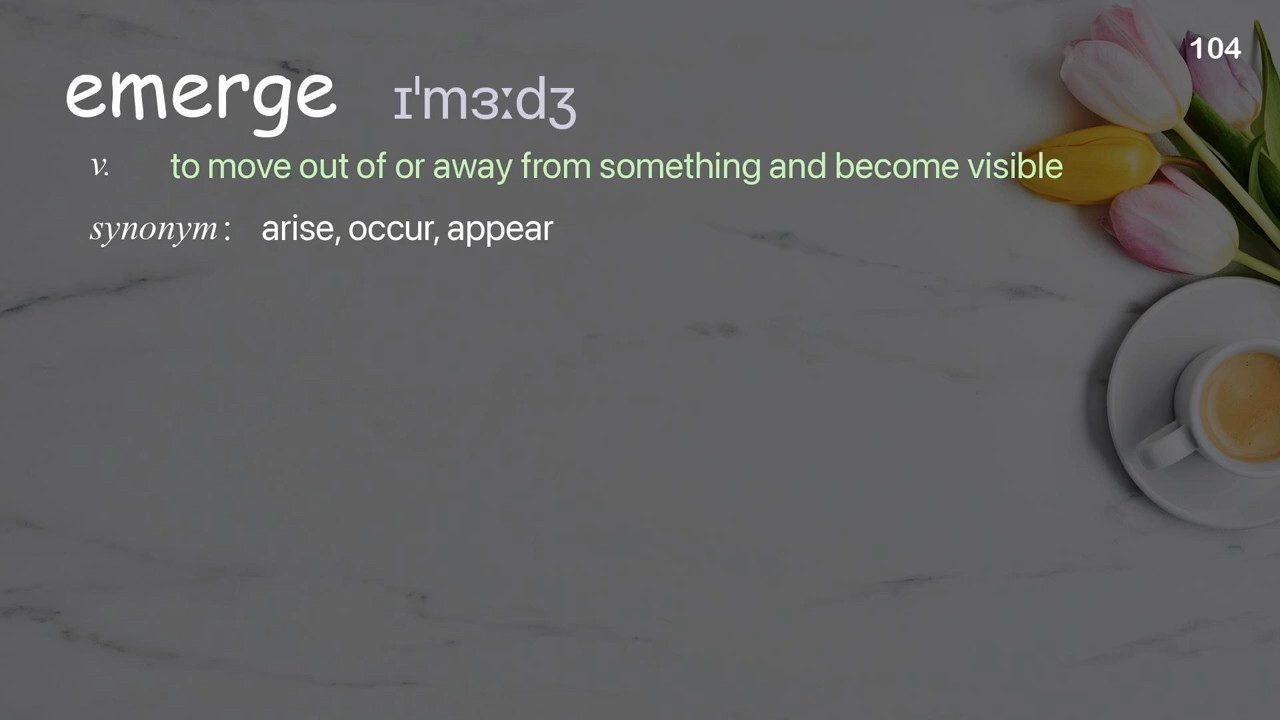 104
emerge ɪˈmɜːdʒ
v. to move out of or away from something and become visible
synonym: arise, occur, appear